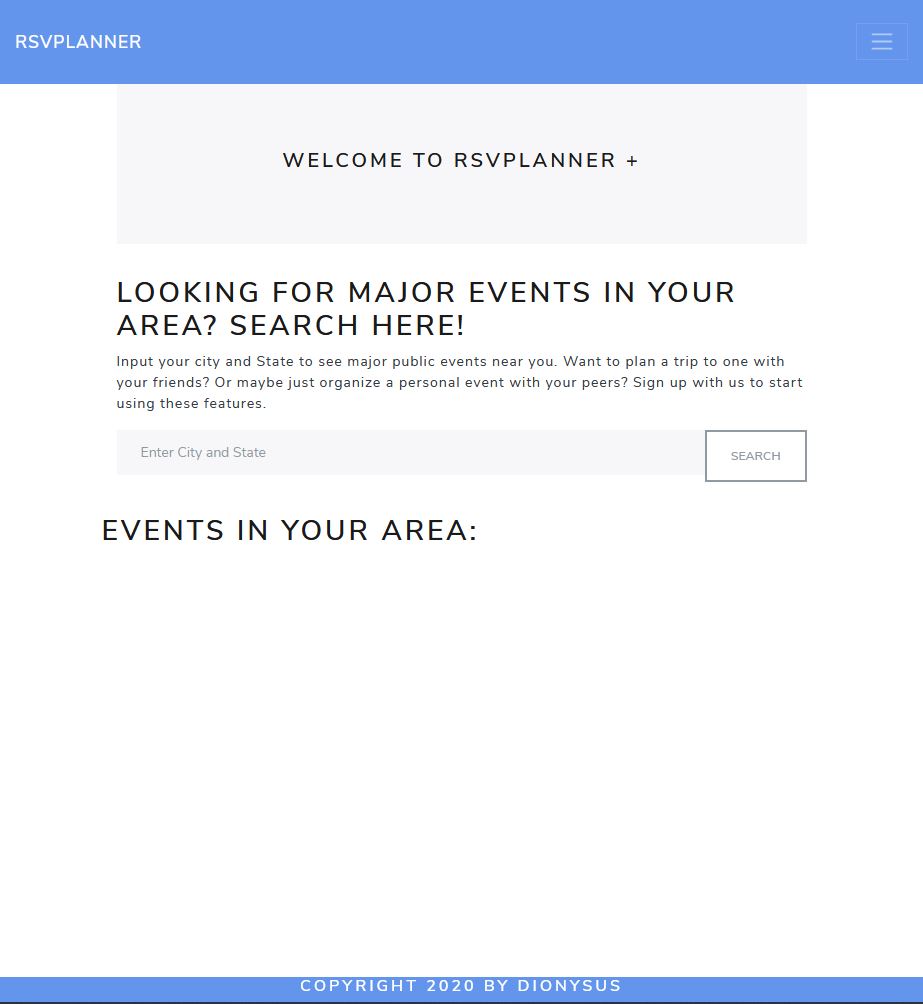 RSVPLANNER
WELCOME TO RSVPLANNER +
LOOKING FOR MAJOR EVENTS IN YOUR
AREA? SEARCH HERE!
Input your city and State to see major public events near you. Want to plan a trip to one with
your friends? Or maybe just organize a personal event with your peers? Sign up with us to start
using these features.
Enter City and State
SEARCH
EVENTS IN YOUR AREA:
COPYRIGHT 2020 BY DIONYSUS